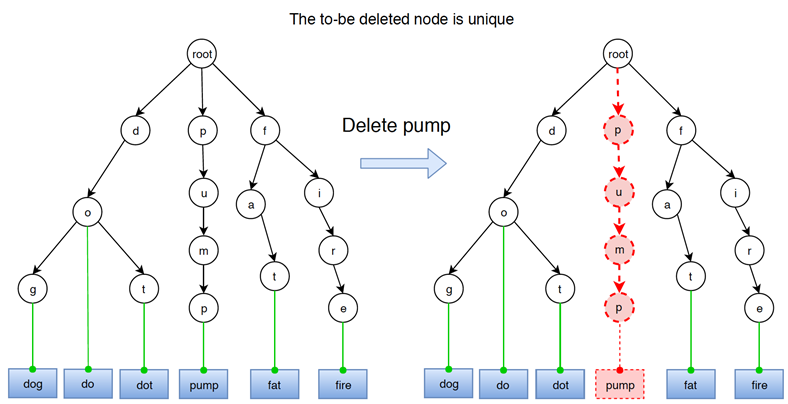 The to-be deleted node is unique
root
d
p
f
o
u
a
i
m
g
t
p
t
r
e
dog
do
dot
pump
fat
fire
Delete pump
root
d
p
f
o
u
a
i
m
g
t
p
t
r
e
dog
do
dot
pump
fat
fire